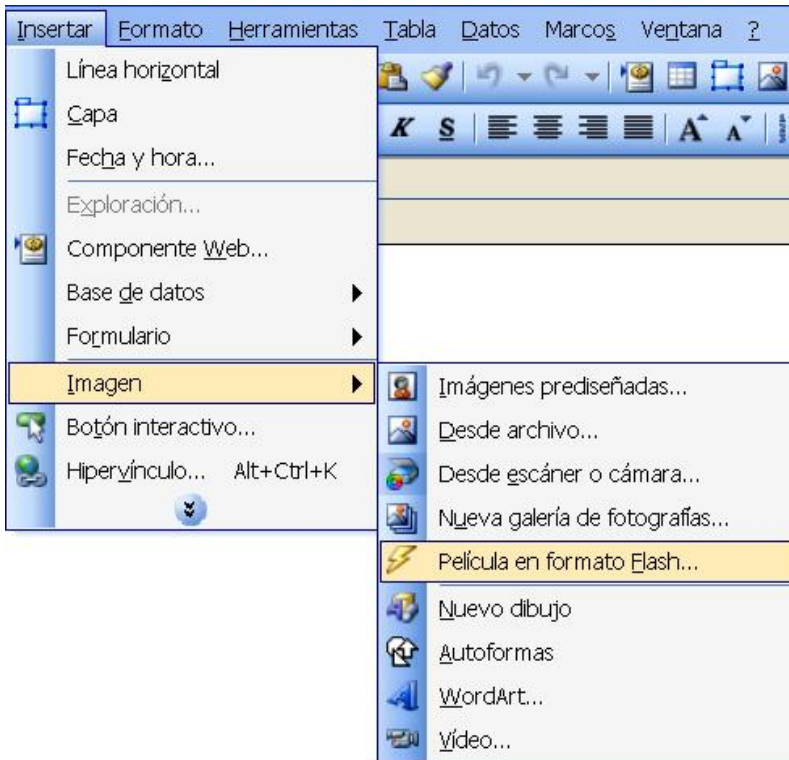 Insertar Formato Herramientas Tabla Datos Marcos Ventana ?
Línea horizontal
Capa
Fecha y hora...
Exploración...
Componente Web...
Base de datos
Formulario
Imagen
Botón interactivo...
Hipervínculo... Alt+Ctrl+K
K S A A
Imágenes prediseñadas...
Desde archivo...
Desde escáner o cámara...
Nueva galería de fotografías...
Película en formato Flash...
Nuevo dibujo
Autoformas
WordArt...
Vídeo...